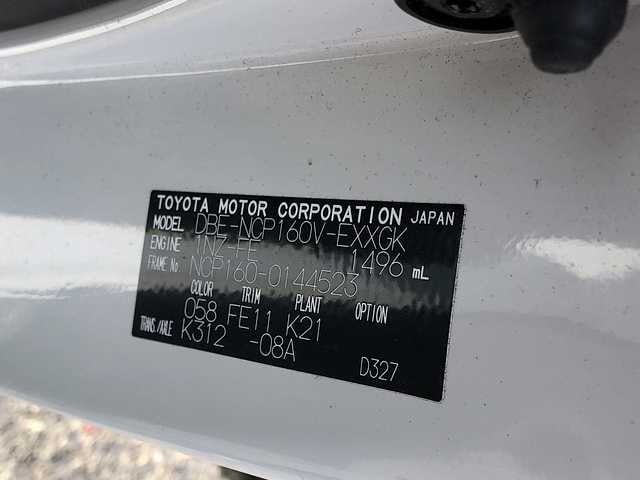 TOYOTA MOTOR CORPORATION JAPAN
MODEL DBE-NCP160V-EXXGK
ENGINE 1NZ-FE 1496 mL
FRAME No NCP160-0144523
COLOR TRIM PLANT OPTION
058 FE11 K21
TRANS./AXLE K312 -08A
D327